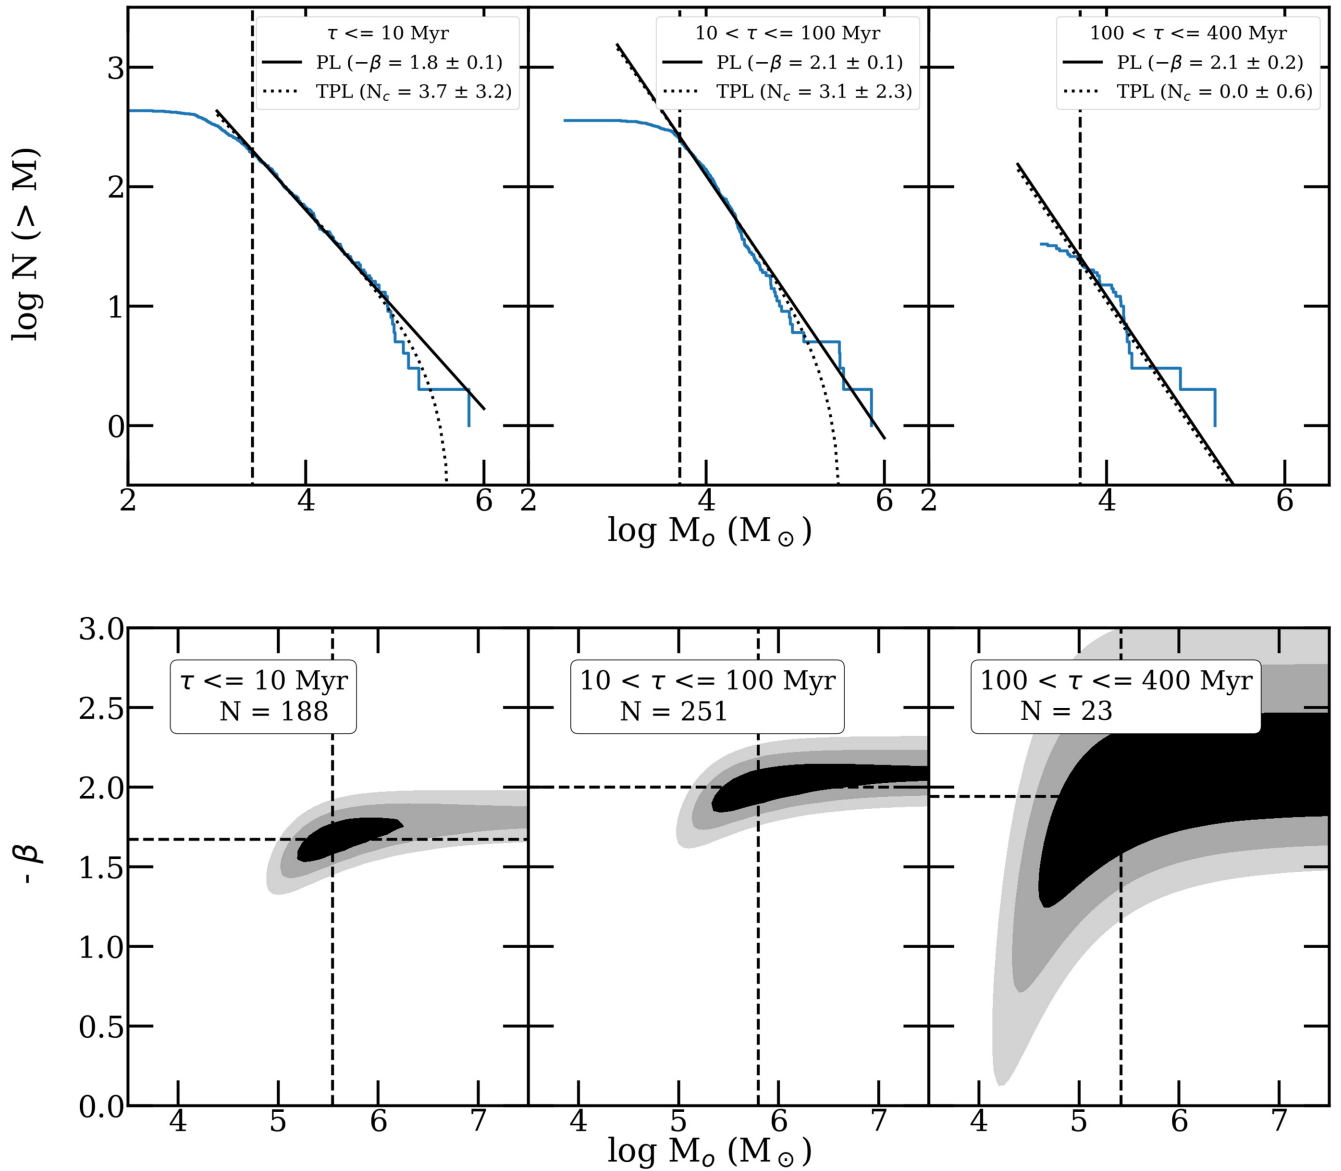 τ <= 10 Myr
PL (−β = 1.8 ± 0.1)
TPL (N_c = 3.7 ± 3.2)
10 < τ <= 100 Myr
PL (−β = 2.1 ± 0.1)
TPL (N_c = 3.1 ± 2.3)
100 < τ <= 400 Myr
PL (−β = 2.1 ± 0.2)
TPL (N_c = 0.0 ± 0.6)
log N (> M)
3
2
1
0
2 4 6 2 4 6 2 4 6
log M_o (M_⊙)
τ <= 10 Myr
N = 188
10 < τ <= 100 Myr
N = 251
100 < τ <= 400 Myr
N = 23
- β
3.0
2.5
2.0
1.5
1.0
0.5
0.0
4 5 6 7 4 5 6 7 4 5 6 7
log M_o (M_⊙)